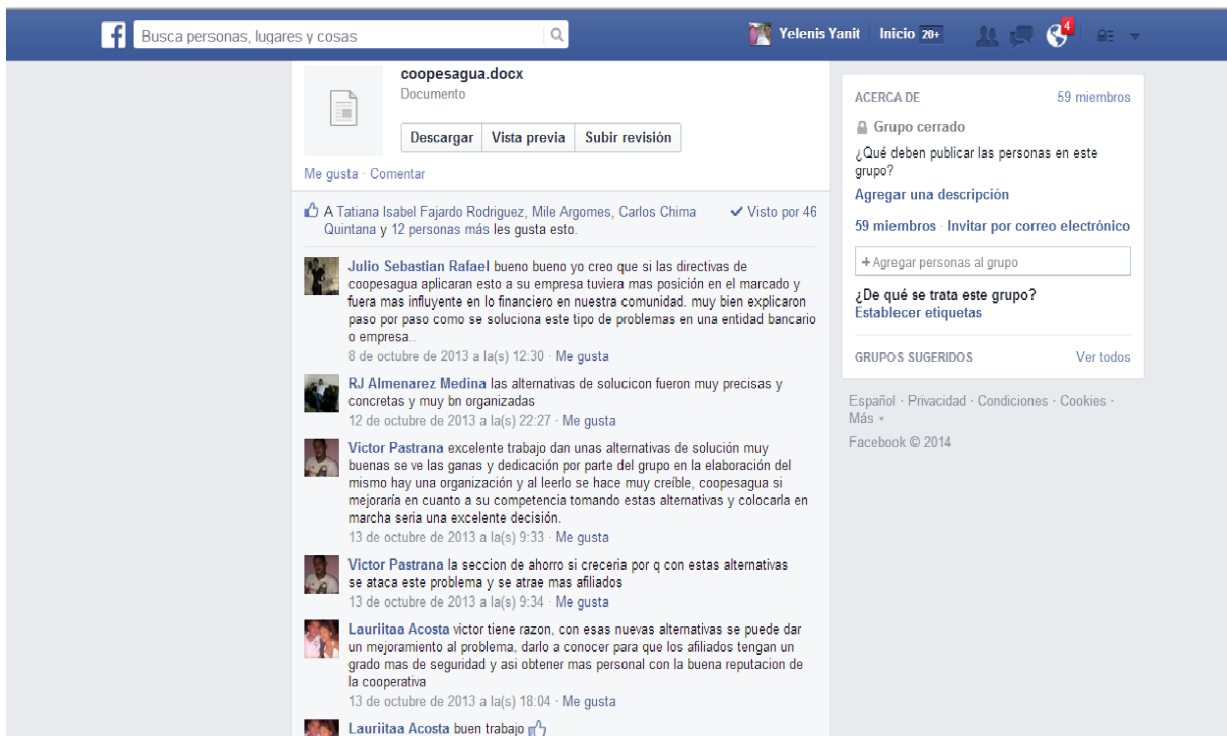 Busca personas, lugares y cosas
Yelenis Yanit Inicio 20+
4
coopesagua.docx
Documento
Descargar Vista previa Subir revisión
Me gusta · Comentar
A Tatiana Isabel Fajardo Rodriguez, Mile Argomes, Carlos Chima
Quintana y 12 personas más les gusta esto.
Visto por 46
Julio Sebastian Rafael bueno bueno yo creo que si las directivas de
coopesagua aplicaran esto a su empresa tuviera mas posición en el marcado y
fuera mas influyente en lo financiero en nuestra comunidad. muy bien explicaron
paso por paso como se soluciona este tipo de problemas en una entidad bancario
o empresa..
8 de octubre de 2013 a la(s) 12:30 · Me gusta
RJ Almenarez Medina las alternativas de solucicon fueron muy precisas y
concretas y muy bn organizadas
12 de octubre de 2013 a la(s) 22:27 · Me gusta
Victor Pastrana excelente trabajo dan unas alternativas de solución muy
buenas se ve las ganas y dedicación por parte del grupo en la elaboración del
mismo hay una organización y al leerlo se hace muy creíble, coopesagua si
mejoraría en cuanto a su competencia tomando estas alternativas y colocarla en
marcha seria una excelente decisión.
13 de octubre de 2013 a la(s) 9:33 · Me gusta
Victor Pastrana la seccion de ahorro si creceria por q con estas alternativas
se ataca este problema y se atrae mas afiliados
13 de octubre de 2013 a la(s) 9:34 · Me gusta
Lauriitaa Acosta victor tiene razon, con esas nuevas alternativas se puede dar
un mejoramiento al problema, darlo a conocer para que los afiliados tengan un
grado mas de seguridad y asi obtener mas personal con la buena reputacion de
la cooperativa
13 de octubre de 2013 a la(s) 18:04 · Me gusta
Lauriitaa Acosta buen trabajo
ACERCA DE 59 miembros
Grupo cerrado
¿Qué deben publicar las personas en este
grupo?
Agregar una descripción
59 miembros · Invitar por correo electrónico
+ Agregar personas al grupo
¿De qué se trata este grupo?
Establecer etiquetas
GRUPOS SUGERIDOS Ver todos
Español · Privacidad · Condiciones · Cookies ·
Más
Facebook © 2014